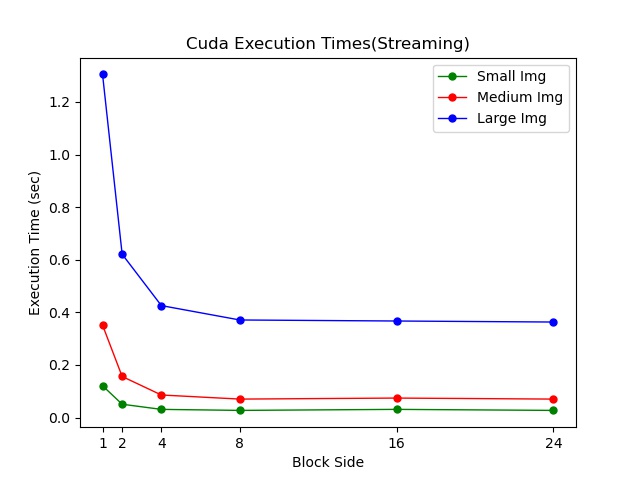 Cuda Execution Times(Streaming)
Small Img
Medium Img
Large Img
Execution Time (sec)
1.2
1.0
0.8
0.6
0.4
0.2
0.0
1 2 4 8 16 24
Block Side